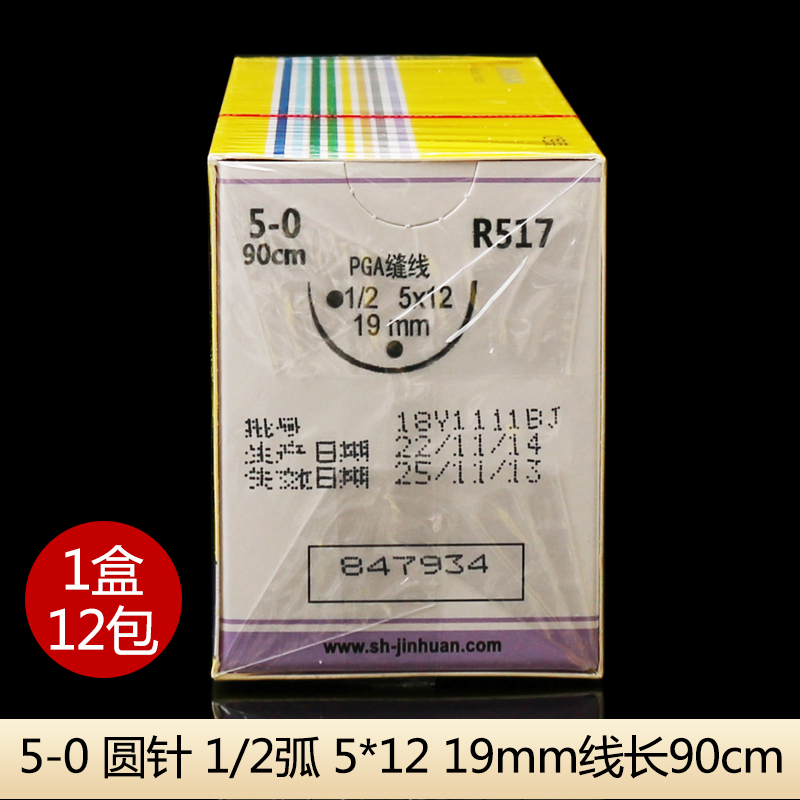 5-0
90cm
R517
PGA缝线
1/2 5x12
19 mm
批号 18Y1111BJ
生产日期 22/11/14
失效日期 25/11/13
847934
www.sh-jinhuan.com
1盒
12包
5-0 圆针 1/2弧 5*12 19mm线长90cm